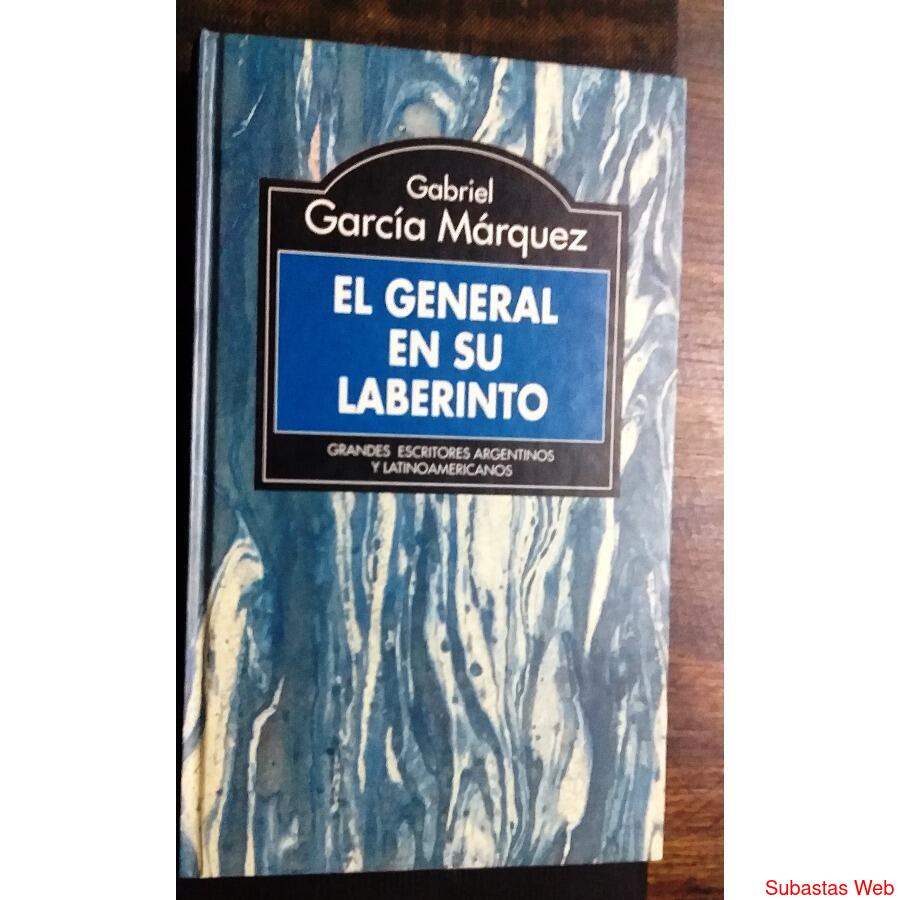 Gabriel
García Márquez
EL GENERAL
EN SU
LABERINTO
GRANDES ESCRITORES ARGENTINOS
Y LATINOAMERICANOS
Subastas Web